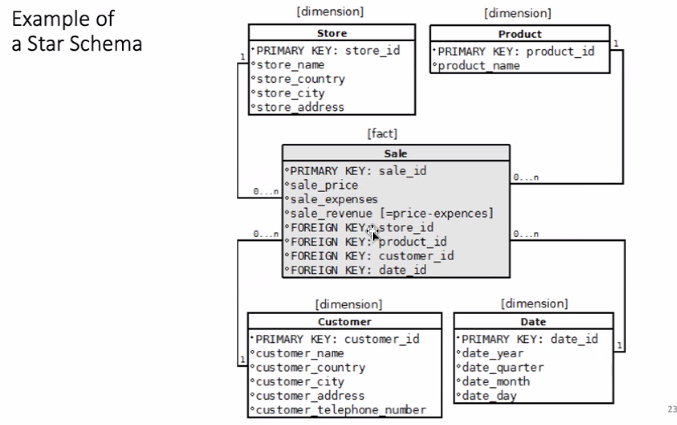 Example of
a Star Schema
[dimension]
Store
*PRIMARY KEY: store_id
°store_name
°store_country
°store_city
°store_address
[dimension]
Product
*PRIMARY KEY: product_id
°product_name
1
1
[fact]
Sale
°PRIMARY KEY: sale_id
°sale_price
°sale_expenses
°sale_revenue [=price-expences]
°FOREIGN KEY: store_id
°FOREIGN KEY: product_id
°FOREIGN KEY: customer_id
°FOREIGN KEY: date_id
0...n
0...n
0...n
0...n
[dimension]
Customer
*PRIMARY KEY: customer_id
°customer_name
°customer_country
°customer_city
°customer_address
°customer_telephone_number
1
[dimension]
Date
*PRIMARY KEY: date_id
°date_year
°date_quarter
°date_month
°date_day
1
23